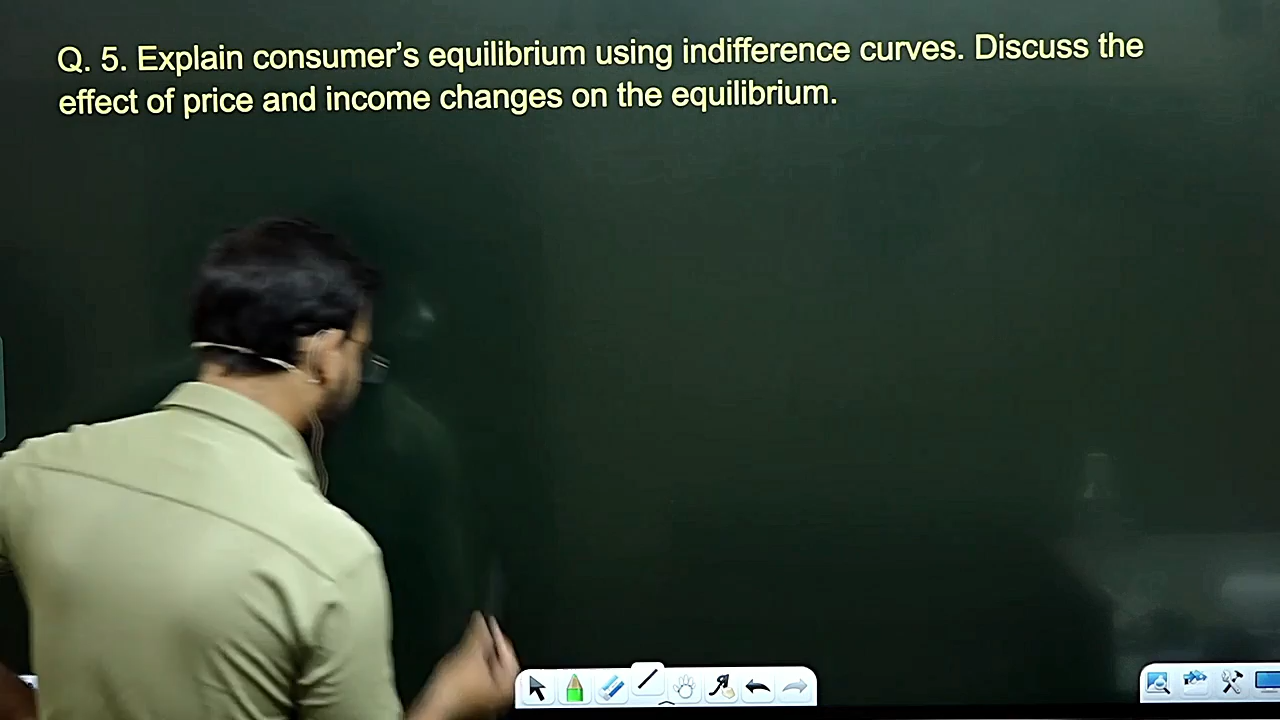 Q. 5. Explain consumer’s equilibrium using indifference curves. Discuss the
effect of price and income changes on the equilibrium.